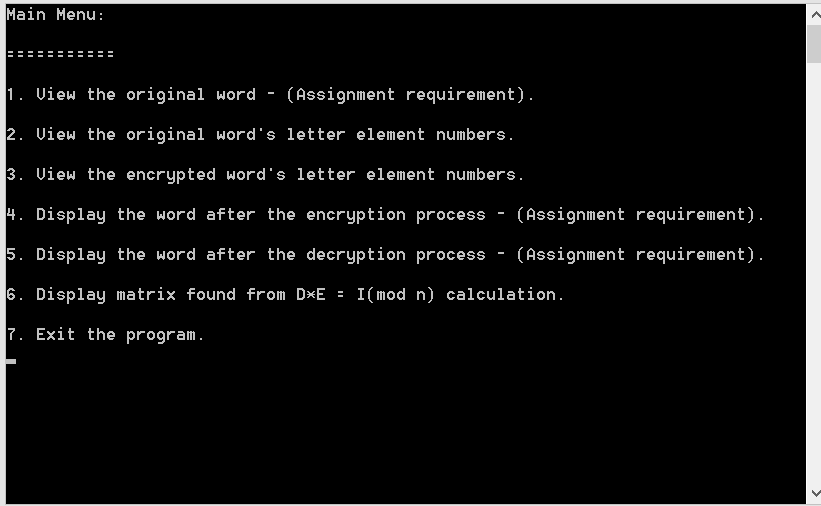 Main Menu:
===========
1. View the original word - (Assignment requirement).
2. View the original word's letter element numbers.
3. View the encrypted word's letter element numbers.
4. Display the word after the encryption process - (Assignment requirement).
5. Display the word after the decryption process - (Assignment requirement).
6. Display matrix found from D*E = I(mod n) calculation.
7. Exit the program.